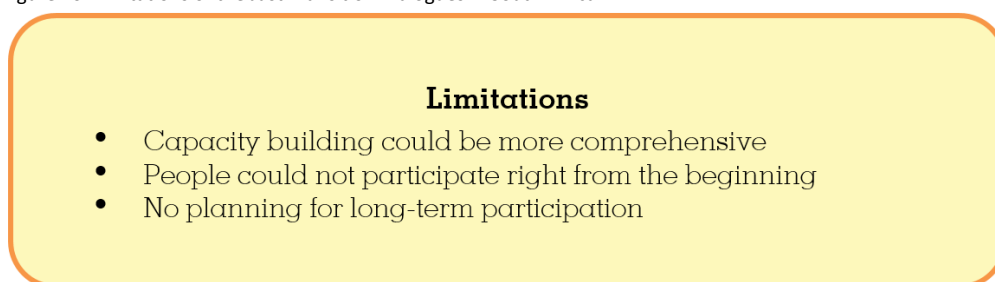 Limitations
• Capacity building could be more comprehensive
• People could not participate right from the beginning
• No planning for long-term participation